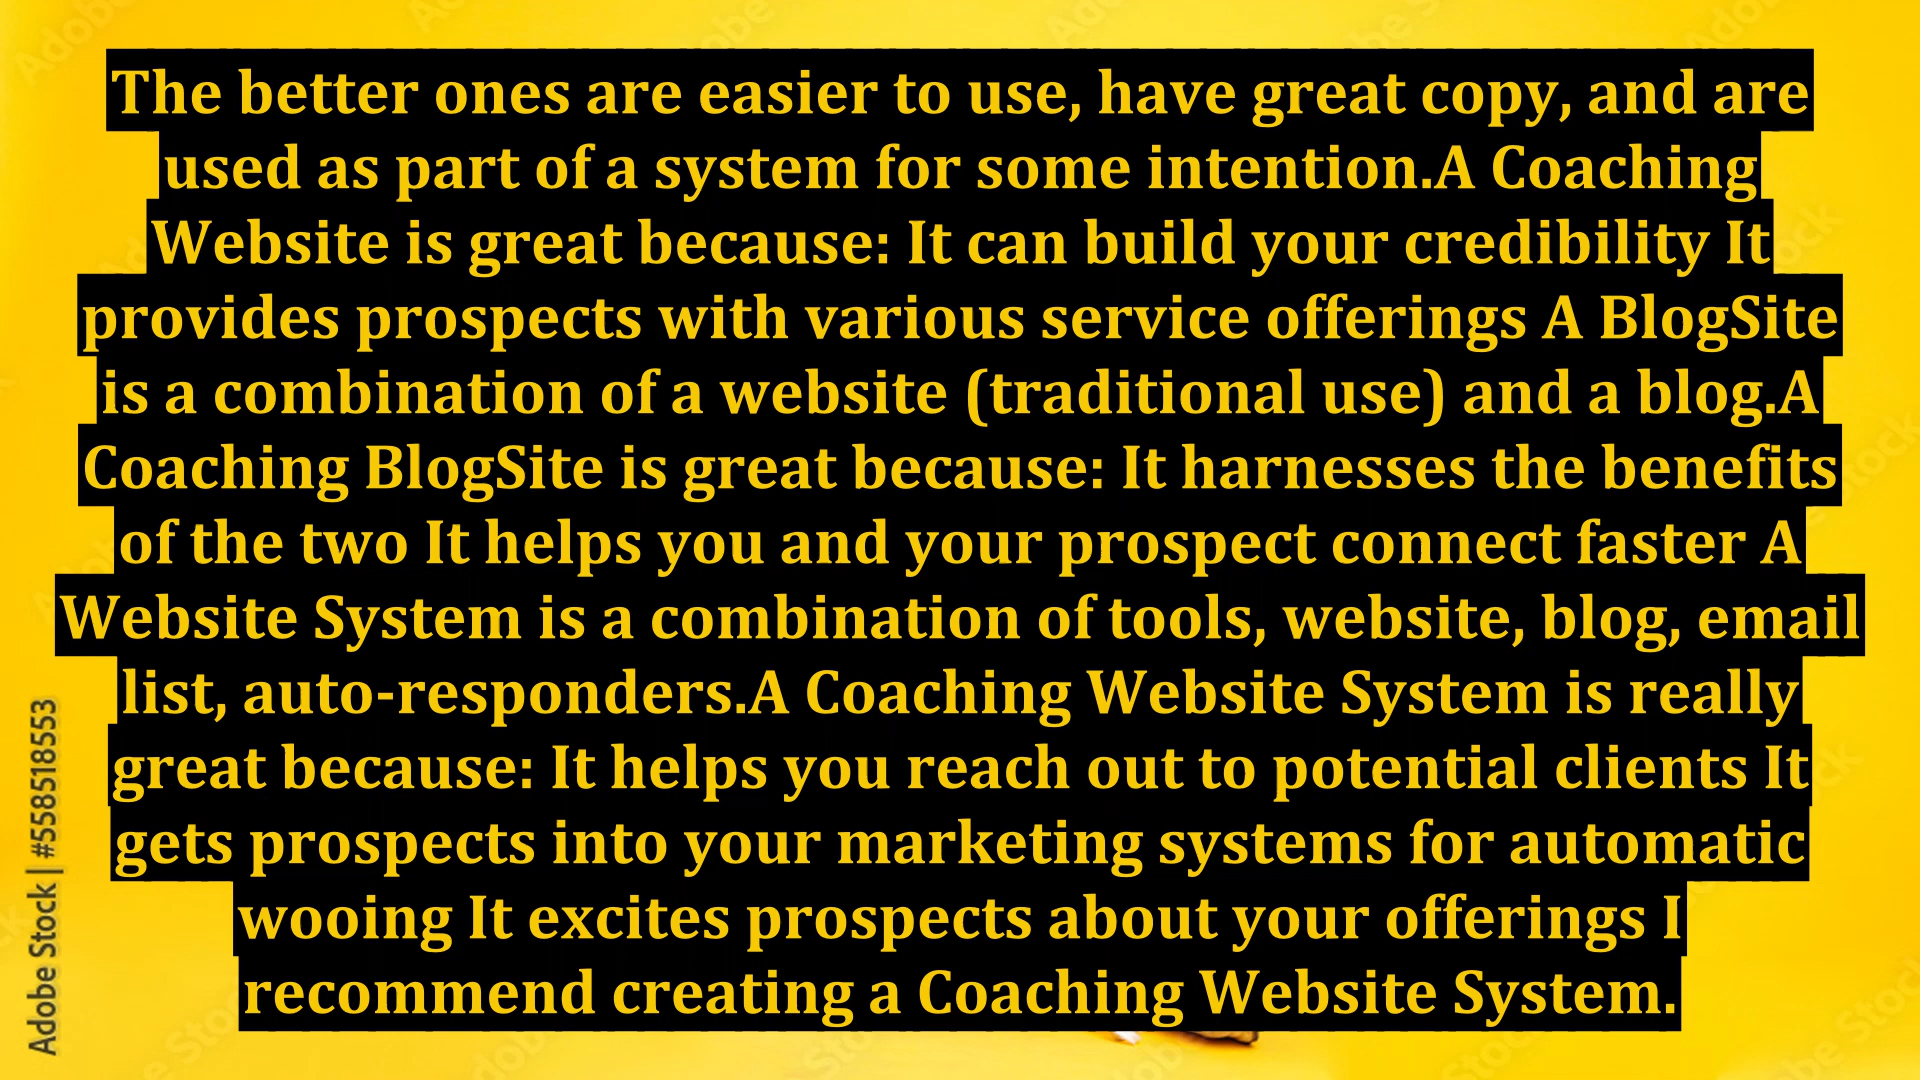 The better ones are easier to use, have great copy, and are
used as part of a system for some intention.A Coaching
Website is great because: It can build your credibility It
provides prospects with various service offerings A BlogSite
is a combination of a website (traditional use) and a blog.A
Coaching BlogSite is great because: It harnesses the benefits
of the two It helps you and your prospect connect faster A
Website System is a combination of tools, website, blog, email
list, auto-responders.A Coaching Website System is really
great because: It helps you reach out to potential clients It
gets prospects into your marketing systems for automatic
wooing It excites prospects about your offerings I
recommend creating a Coaching Website System.
Adobe Stock | #558518553